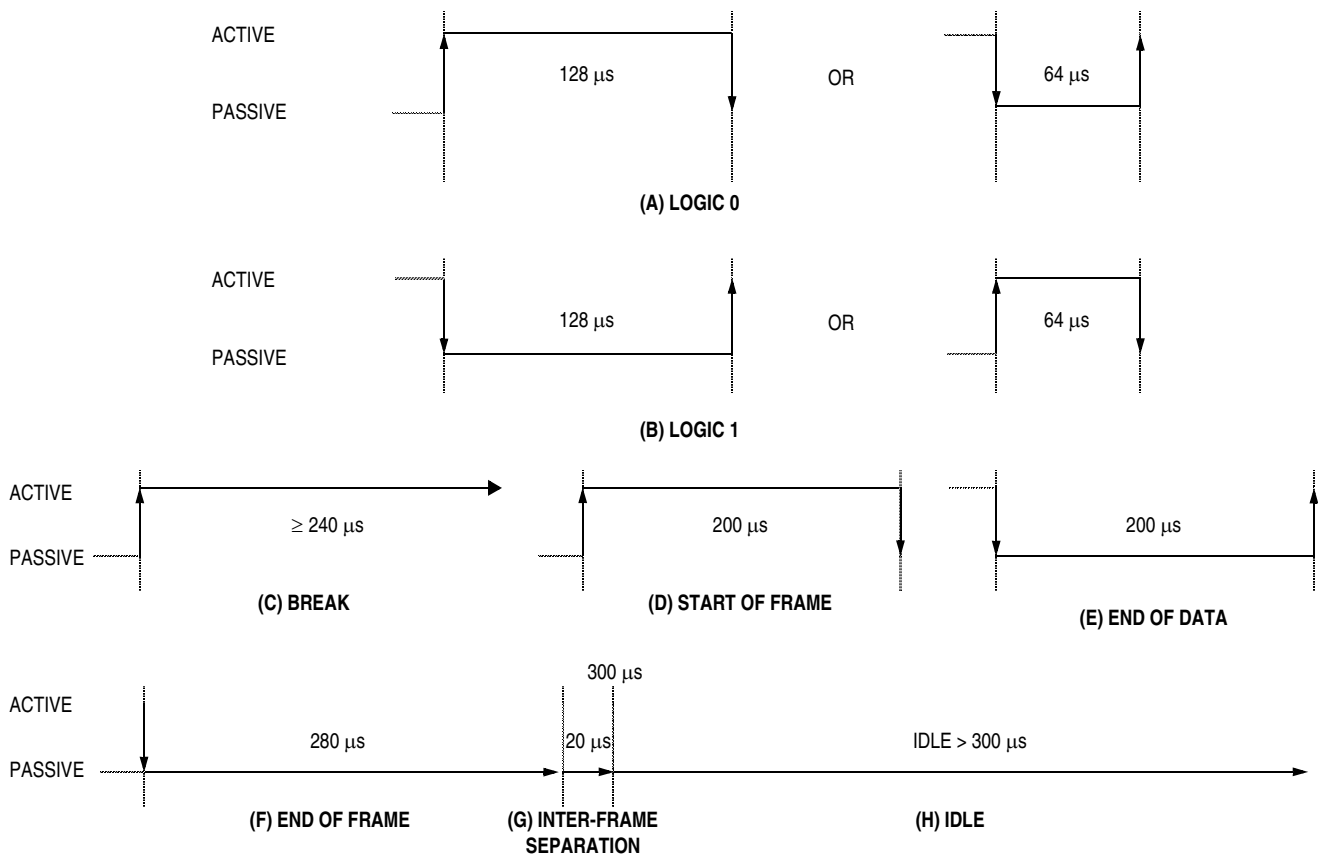 ACTIVE
128 μs
OR
64 μs
PASSIVE
(A) LOGIC 0
ACTIVE
128 μs
OR
64 μs
PASSIVE
(B) LOGIC 1
ACTIVE
≥ 240 μs
200 μs
200 μs
PASSIVE
(C) BREAK
(D) START OF FRAME
(E) END OF DATA
300 μs
ACTIVE
280 μs
20 μs
IDLE > 300 μs
PASSIVE
(F) END OF FRAME
(G) INTER-FRAME
SEPARATION
(H) IDLE